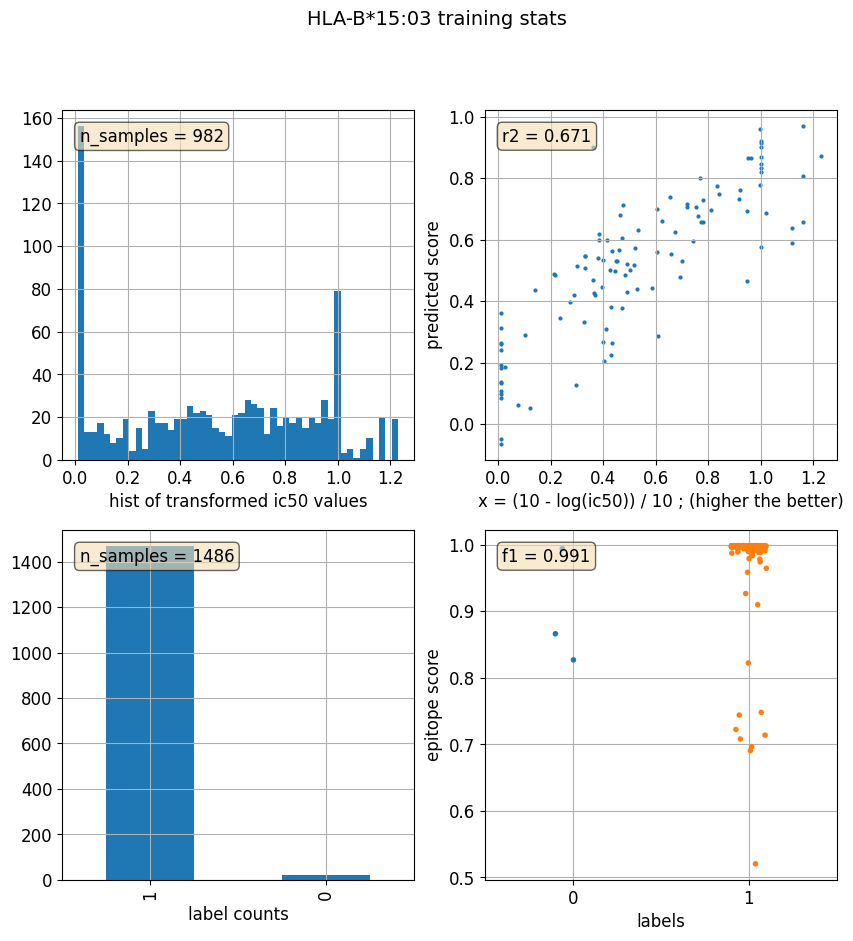 HLA-B*15:03 training stats
n_samples = 982
160
140
120
100
80
60
40
20
0
0.0 0.2 0.4 0.6 0.8 1.0 1.2
hist of transformed ic50 values
r2 = 0.671
predicted score
1.0
0.8
0.6
0.4
0.2
0.0
0.0 0.2 0.4 0.6 0.8 1.0 1.2
x = (10 - log(ic50)) / 10 ; (higher the better)
n_samples = 1486
1400
1200
1000
800
600
400
200
0
1 0
label counts
f1 = 0.991
epitope score
1.0
0.9
0.8
0.7
0.6
0.5
0 1
labels